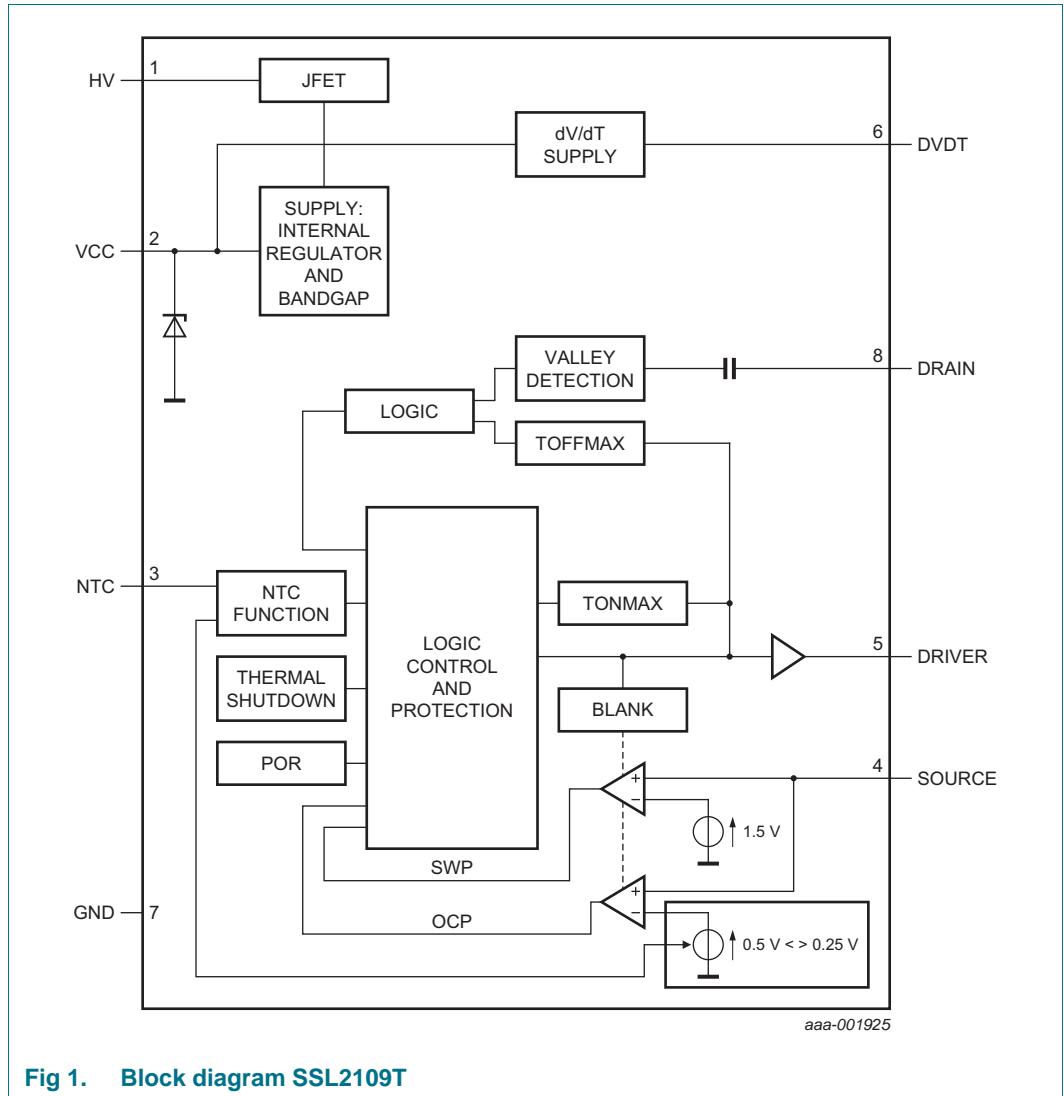 HV
1
JFET
dV/dT
SUPPLY
6
DVDT
SUPPLY:
INTERNAL
REGULATOR
AND
BANDGAP
VCC
2
VALLEY
DETECTION
8
DRAIN
LOGIC
TOFFMAX
NTC
3
NTC
FUNCTION
TONMAX
LOGIC
CONTROL
AND
PROTECTION
5
DRIVER
THERMAL
SHUTDOWN
BLANK
POR
4
SOURCE
+
−
1.5 V
SWP
+
−
GND
7
OCP
0.5 V < > 0.25 V
aaa-001925
Fig 1. Block diagram SSL2109T